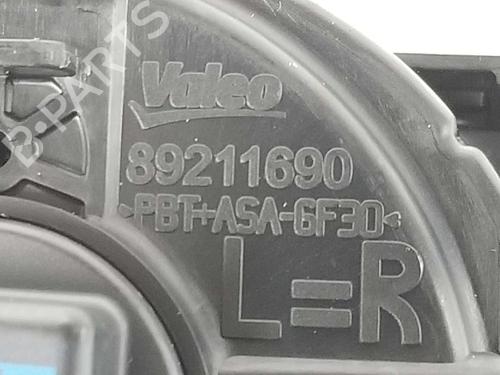 B-PARTS
Valeo
89211690
>PBT+ASA-GF30<
L=R